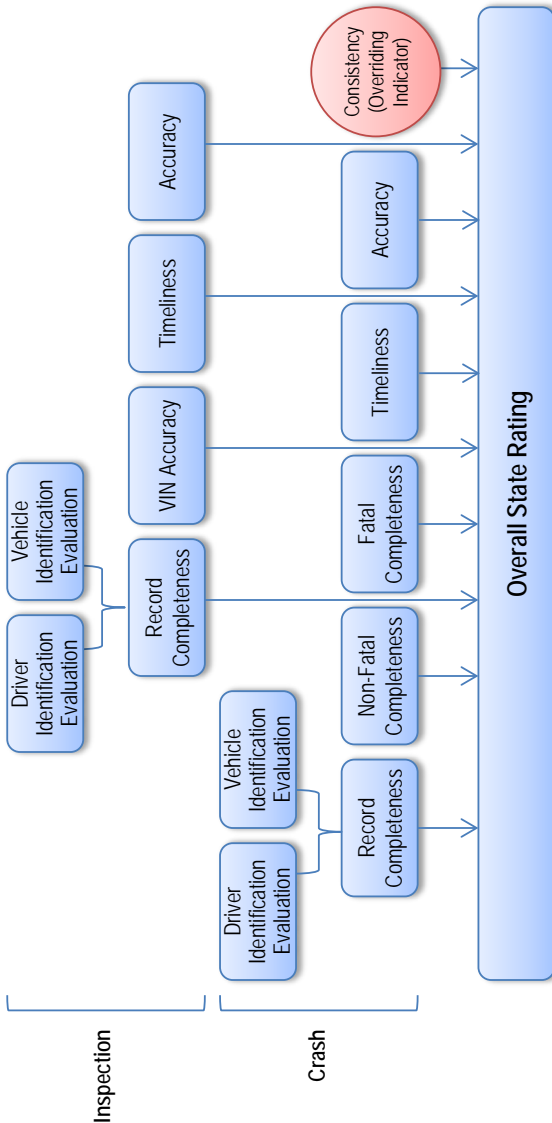 Inspection
Driver
Identification
Evaluation
Vehicle
Identification
Evaluation
Record
Completeness
VIN Accuracy
Timeliness
Accuracy
Crash
Driver
Identification
Evaluation
Vehicle
Identification
Evaluation
Record
Completeness
Non-Fatal
Completeness
Fatal
Completeness
Timeliness
Accuracy
Consistency
(Overriding
Indicator)
Overall State Rating